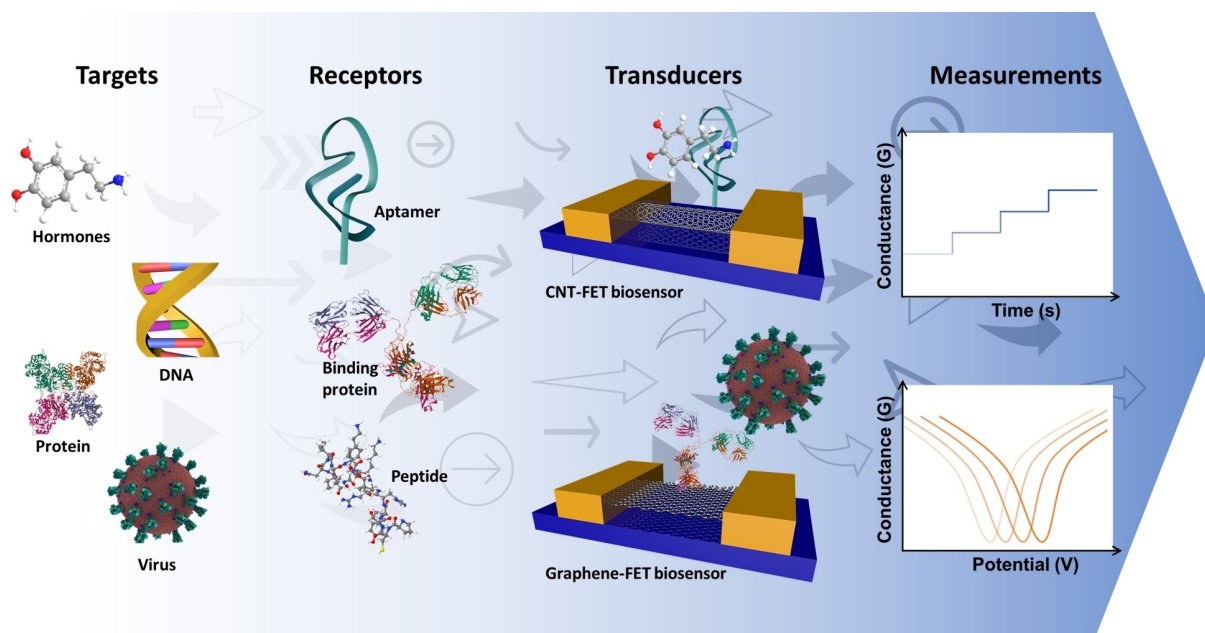 Targets
Receptors
Transducers
Measurements
Hormones
DNA
Protein
Virus
Aptamer
Binding
protein
Peptide
CNT-FET biosensor
Graphene-FET biosensor
Conductance (G)
Time (s)
Conductance (G)
Potential (V)